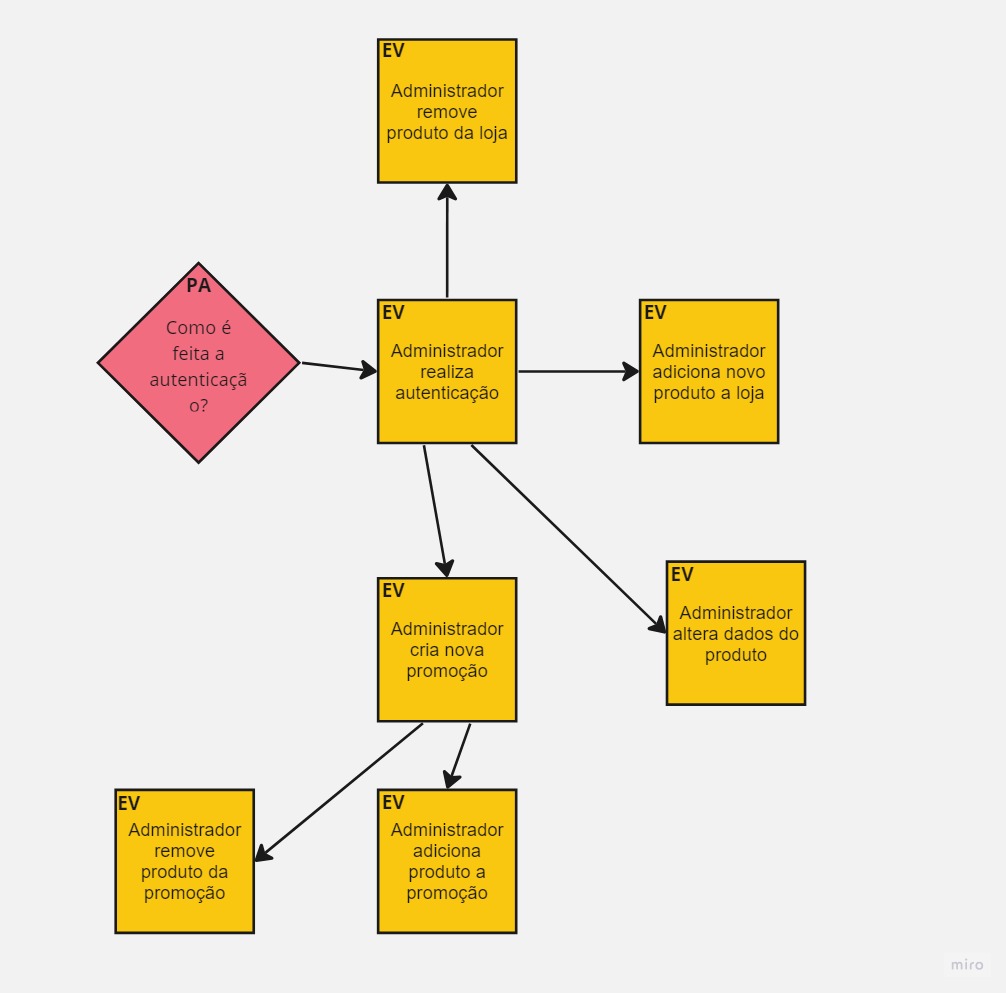 EV
Administrador
remove
produto da loja
PA
Como é
feita a
autenticaçã
o?
EV
Administrador
realiza
autenticação
EV
Administrador
adiciona novo
produto a loja
EV
Administrador
cria nova
promoção
EV
Administrador
altera dados do
produto
EV
Administrador
remove
produto da
promoção
EV
Administrador
adiciona
produto a
promoção
miro